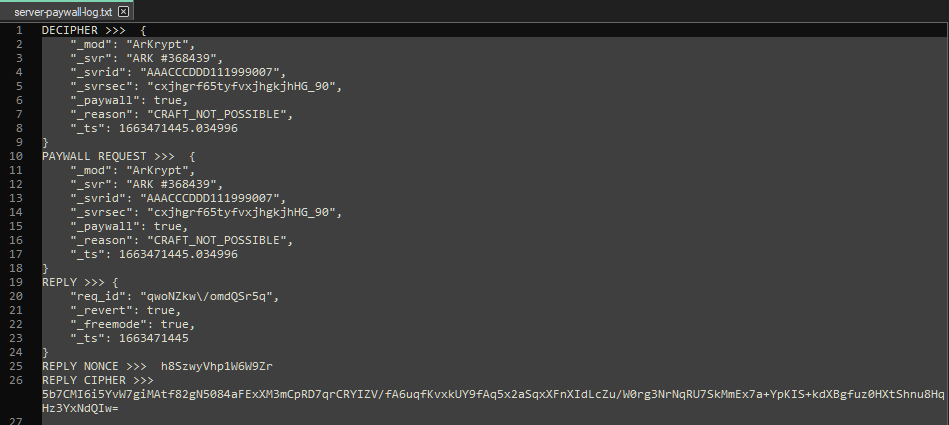 server-paywall-log.txt
1 DECIPHER >>>  {
2     "_mod": "ArKrypt",
3     "_svr": "ARK #368439",
4     "_svrid": "AAACCCDDD111999007",
5     "_svrsec": "cxjhgrf65tyfvxjhgkjhHG_90",
6     "_paywall": true,
7     "_reason": "CRAFT_NOT_POSSIBLE",
8     "_ts": 1663471445.034996
9 }
10 PAYWALL REQUEST >>>  {
11     "_mod": "ArKrypt",
12     "_svr": "ARK #368439",
13     "_svrid": "AAACCCDDD111999007",
14     "_svrsec": "cxjhgrf65tyfvxjhgkjhHG_90",
15     "_paywall": true,
16     "_reason": "CRAFT_NOT_POSSIBLE",
17     "_ts": 1663471445.034996
18 }
19 REPLY >>> {
20     "req_id": "qwoNZkw\/omdQSr5q",
21     "_revert": true,
22     "_freemode": true,
23     "_ts": 1663471445
24 }
25 REPLY NONCE >>>  h8SzwyVhp1W6W9Zr
26 REPLY CIPHER >>>
5b7CMI6i5YvW7giMAtf82gN5084aFExXM3mCpRD7qrCRYIZV/fA6uqfKvxkUY9fAq5x2aSqxXFnXIdLcZu/W0rg3NrNqRU7SkMmEx7a+YpKIS+kdXBgfuz0HXtShnu8Hq
Hz3YxNdQIw=
27